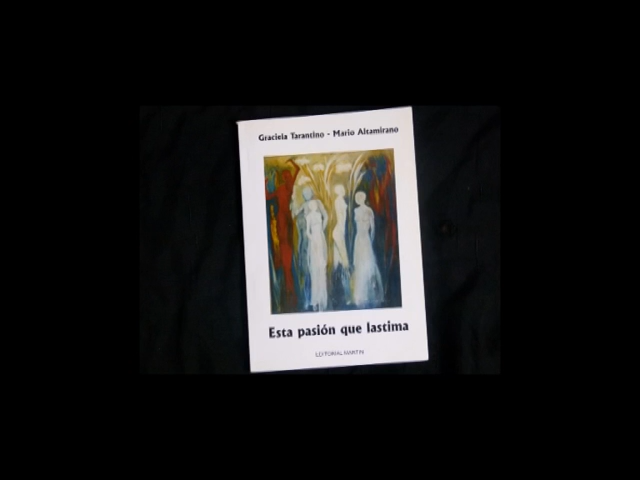 Graciela Tarantino - Mario Altamirano
Esta pasión que lastima
EDITORIAL MARTIN